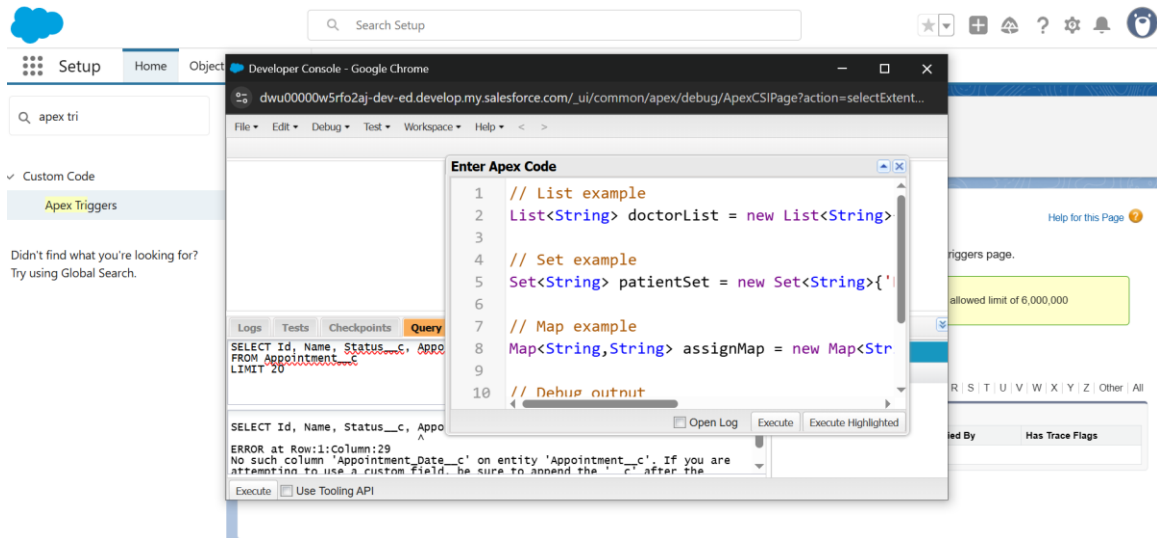 Search Setup
Setup
Home
Object
Developer Console - Google Chrome
dwu00000w5rfo2aj-dev-ed.develop.my.salesforce.com/_ui/common/apex/debug/ApexCSIPage?action=selectExtent...
File Edit Debug Test Workspace Help < >
apex tri
Custom Code
Apex Triggers
Didn't find what you're looking for?
Try using Global Search.
Enter Apex Code
1 // List example
2 List<String> doctorList = new List<String>
3
4 // Set example
5 Set<String> patientSet = new Set<String>{'
6
7 // Map example
8 Map<String,String> assignMap = new Map<Str
9
10 // Debug output
Open Log Execute Execute Highlighted
Logs Tests Checkpoints Query
SELECT Id, Name, Status__c, Appo
FROM Appointment__c
LIMIT 20
SELECT Id, Name, Status__c, Appo
^
ERROR at Row:1:Column:29
No such column 'Appointment_Date__c' on entity 'Appointment__c'. If you are
attempting to use a custom field, be sure to append the '__c' after the
Execute Use Tooling API
Help for this Page ?
riggers page.
allowed limit of 6,000,000
R | S | T | U | V | W | X | Y | Z | Other | All
ied By
Has Trace Flags